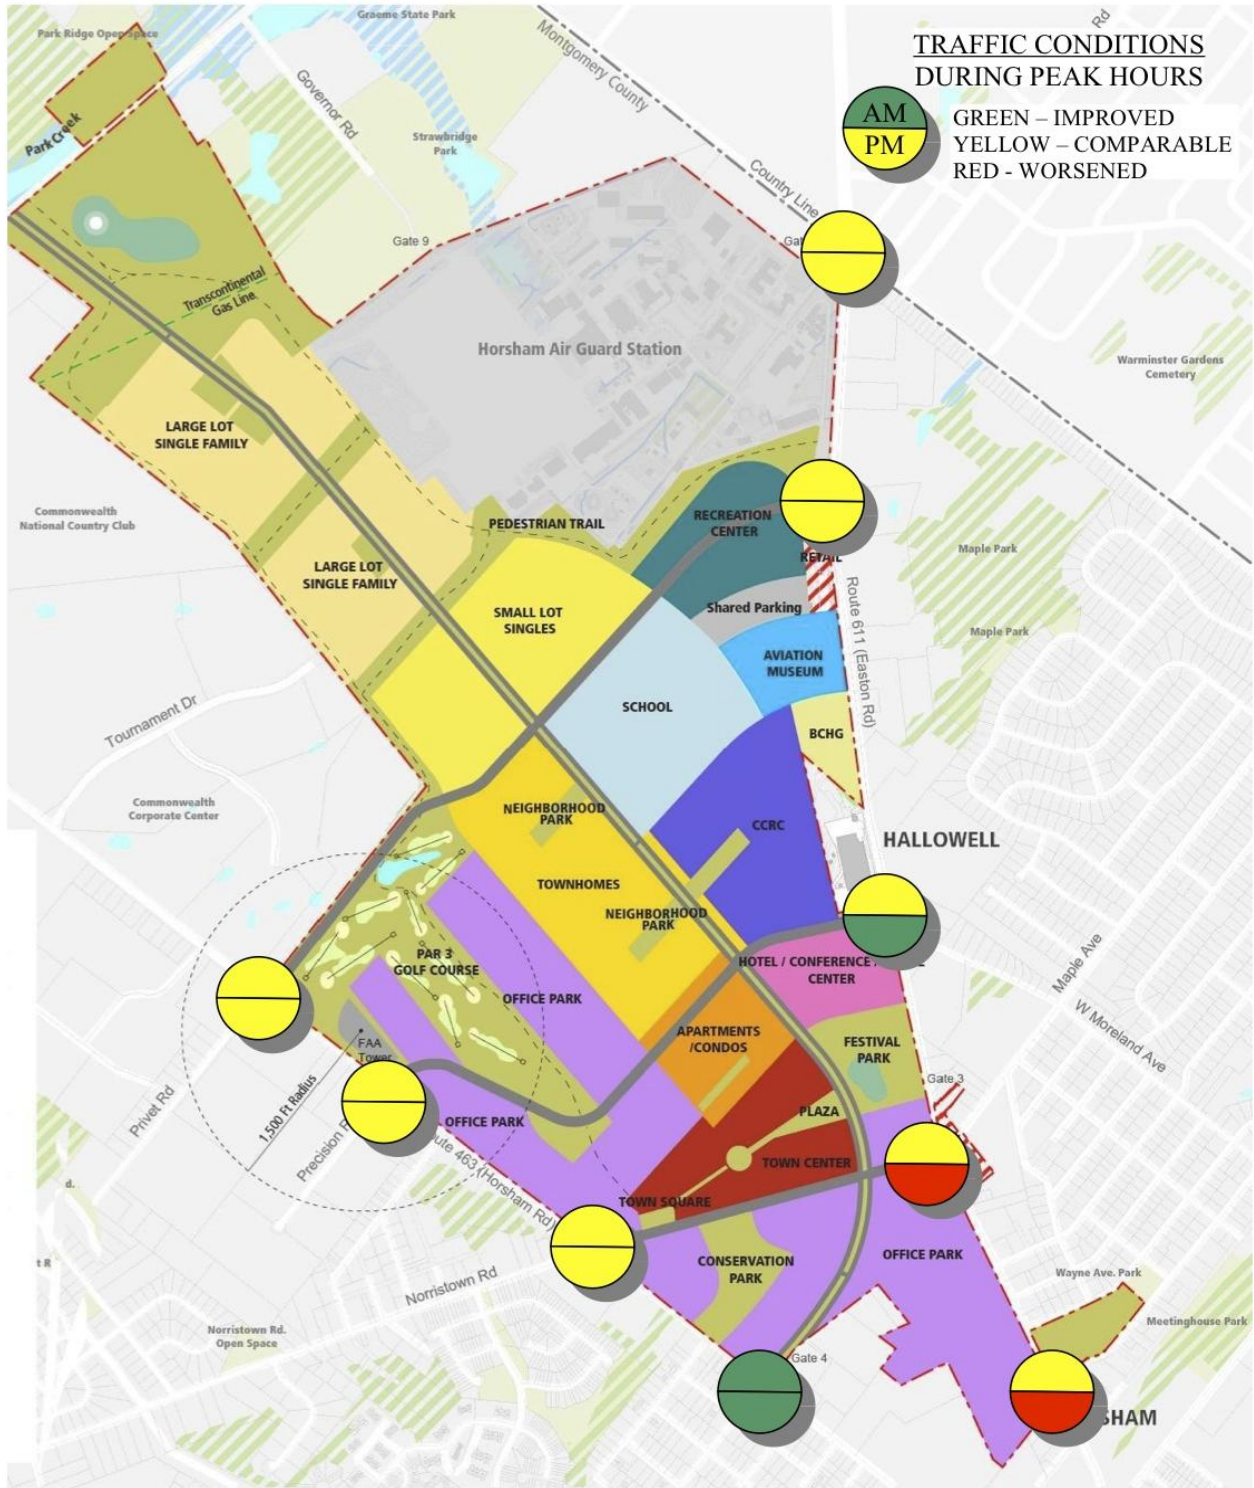 Graeme State Park
Park Ridge Open Space
Rd
TRAFFIC CONDITIONS
DURING PEAK HOURS
AM
PM
GREEN – IMPROVED
YELLOW – COMPARABLE
RED - WORSENED
Montgomery County
Governor Rd
Park Creek
Strawbridge
Park
Country Line
Gate 9
Transcontinental
Gas Line
Horsham Air Guard Station
Warminster Gardens
Cemetery
LARGE LOT
SINGLE FAMILY
Commonwealth
National Country Club
PEDESTRIAN TRAIL
RECREATION
CENTER
RETAIL
Maple Park
LARGE LOT
SINGLE FAMILY
SMALL LOT
SINGLES
Shared Parking
Route 611 (Easton Rd)
Maple Park
AVIATION
MUSEUM
SCHOOL
Tournament Dr
BCHG
Commonwealth
Corporate Center
NEIGHBORHOOD
PARK
CCRC
HALLOWELL
TOWNHOMES
NEIGHBORHOOD
PARK
PAR 3
GOLF COURSE
HOTEL / CONFERENCE
CENTER
Maple Ave
OFFICE PARK
W Moreland Ave
APARTMENTS
/CONDOS
FESTIVAL
PARK
FAA
Tower
Gate 3
1,500 Ft Radius
Privet Rd
OFFICE PARK
PLAZA
Precision
463 (Horsham Rd)
TOWN CENTER
d.
TOWN SQUARE
t R
CONSERVATION
PARK
OFFICE PARK
Norristown Rd
Wayne Ave. Park
Norristown Rd.
Open Space
Meetinghouse Park
Gate 4
SHAM